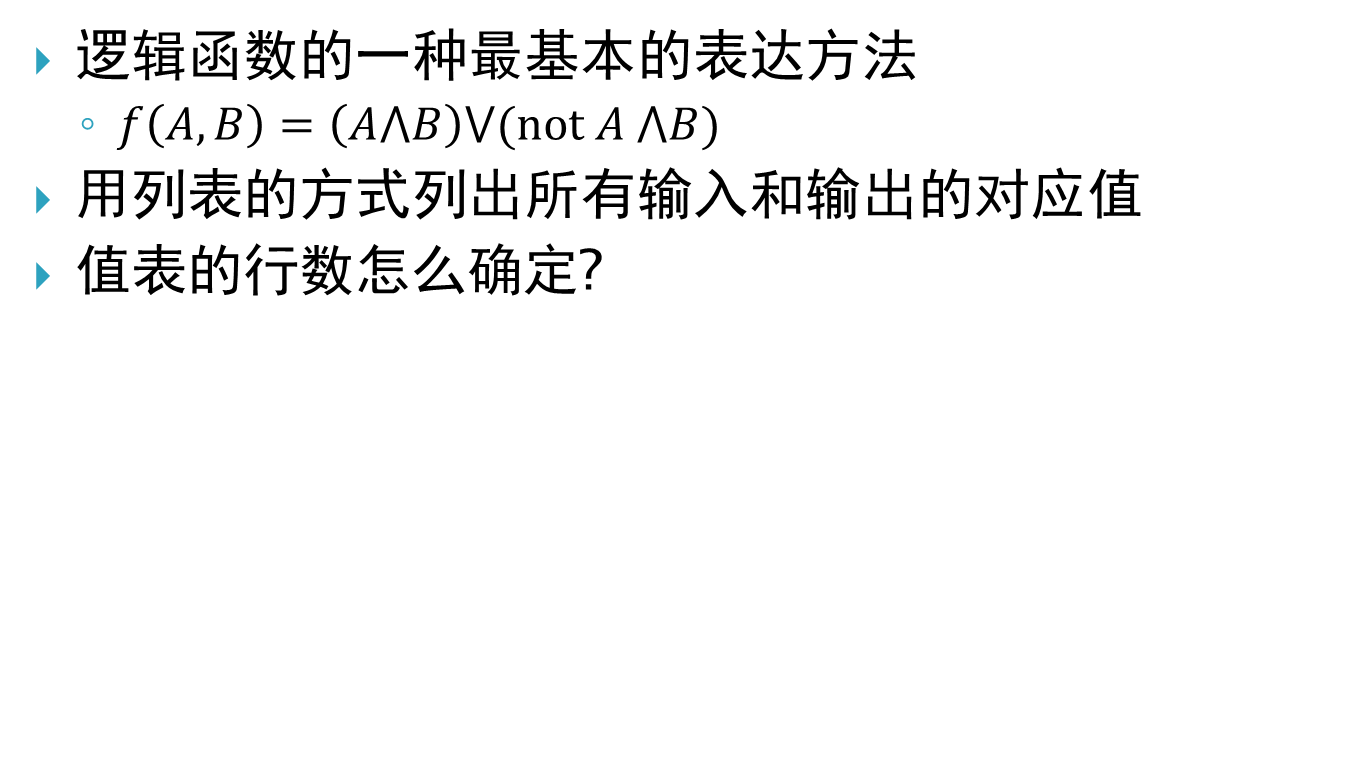 逻辑函数的一种最基本的表达方法
f(A,B) = (A⋀B)⋁(not A ⋀B)
用列表的方式列出所有输入和输出的对应值
值表的行数怎么确定?